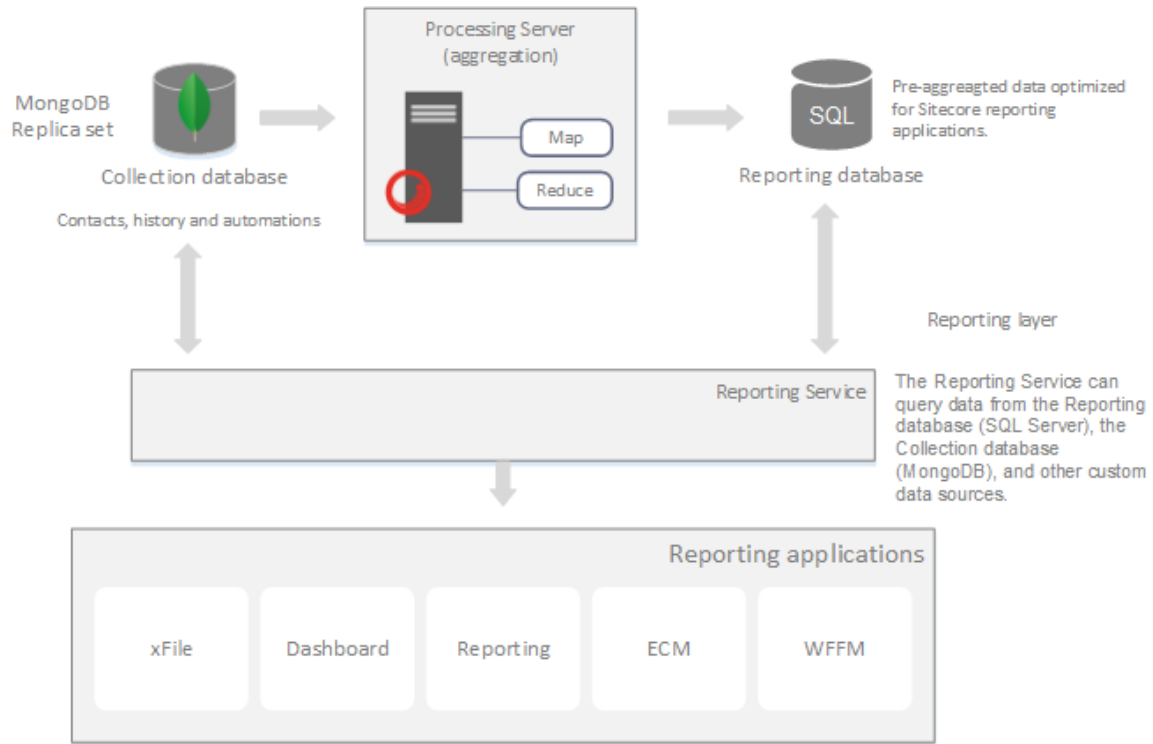 Processing Server
(aggregation)
MongoDB
Replica set
Map
Reduce
SQL
Pre-aggreagted data optimized
for Sitecore reporting
applications.
Collection database
Reporting database
Contacts, history and automations
Reporting layer
Reporting Service
The Reporting Service can
query data from the Reporting
database (SQL Server), the
Collection database
(MongoDB), and other custom
data sources.
Reporting applications
xFile
Dashboard
Reporting
ECM
WFFM